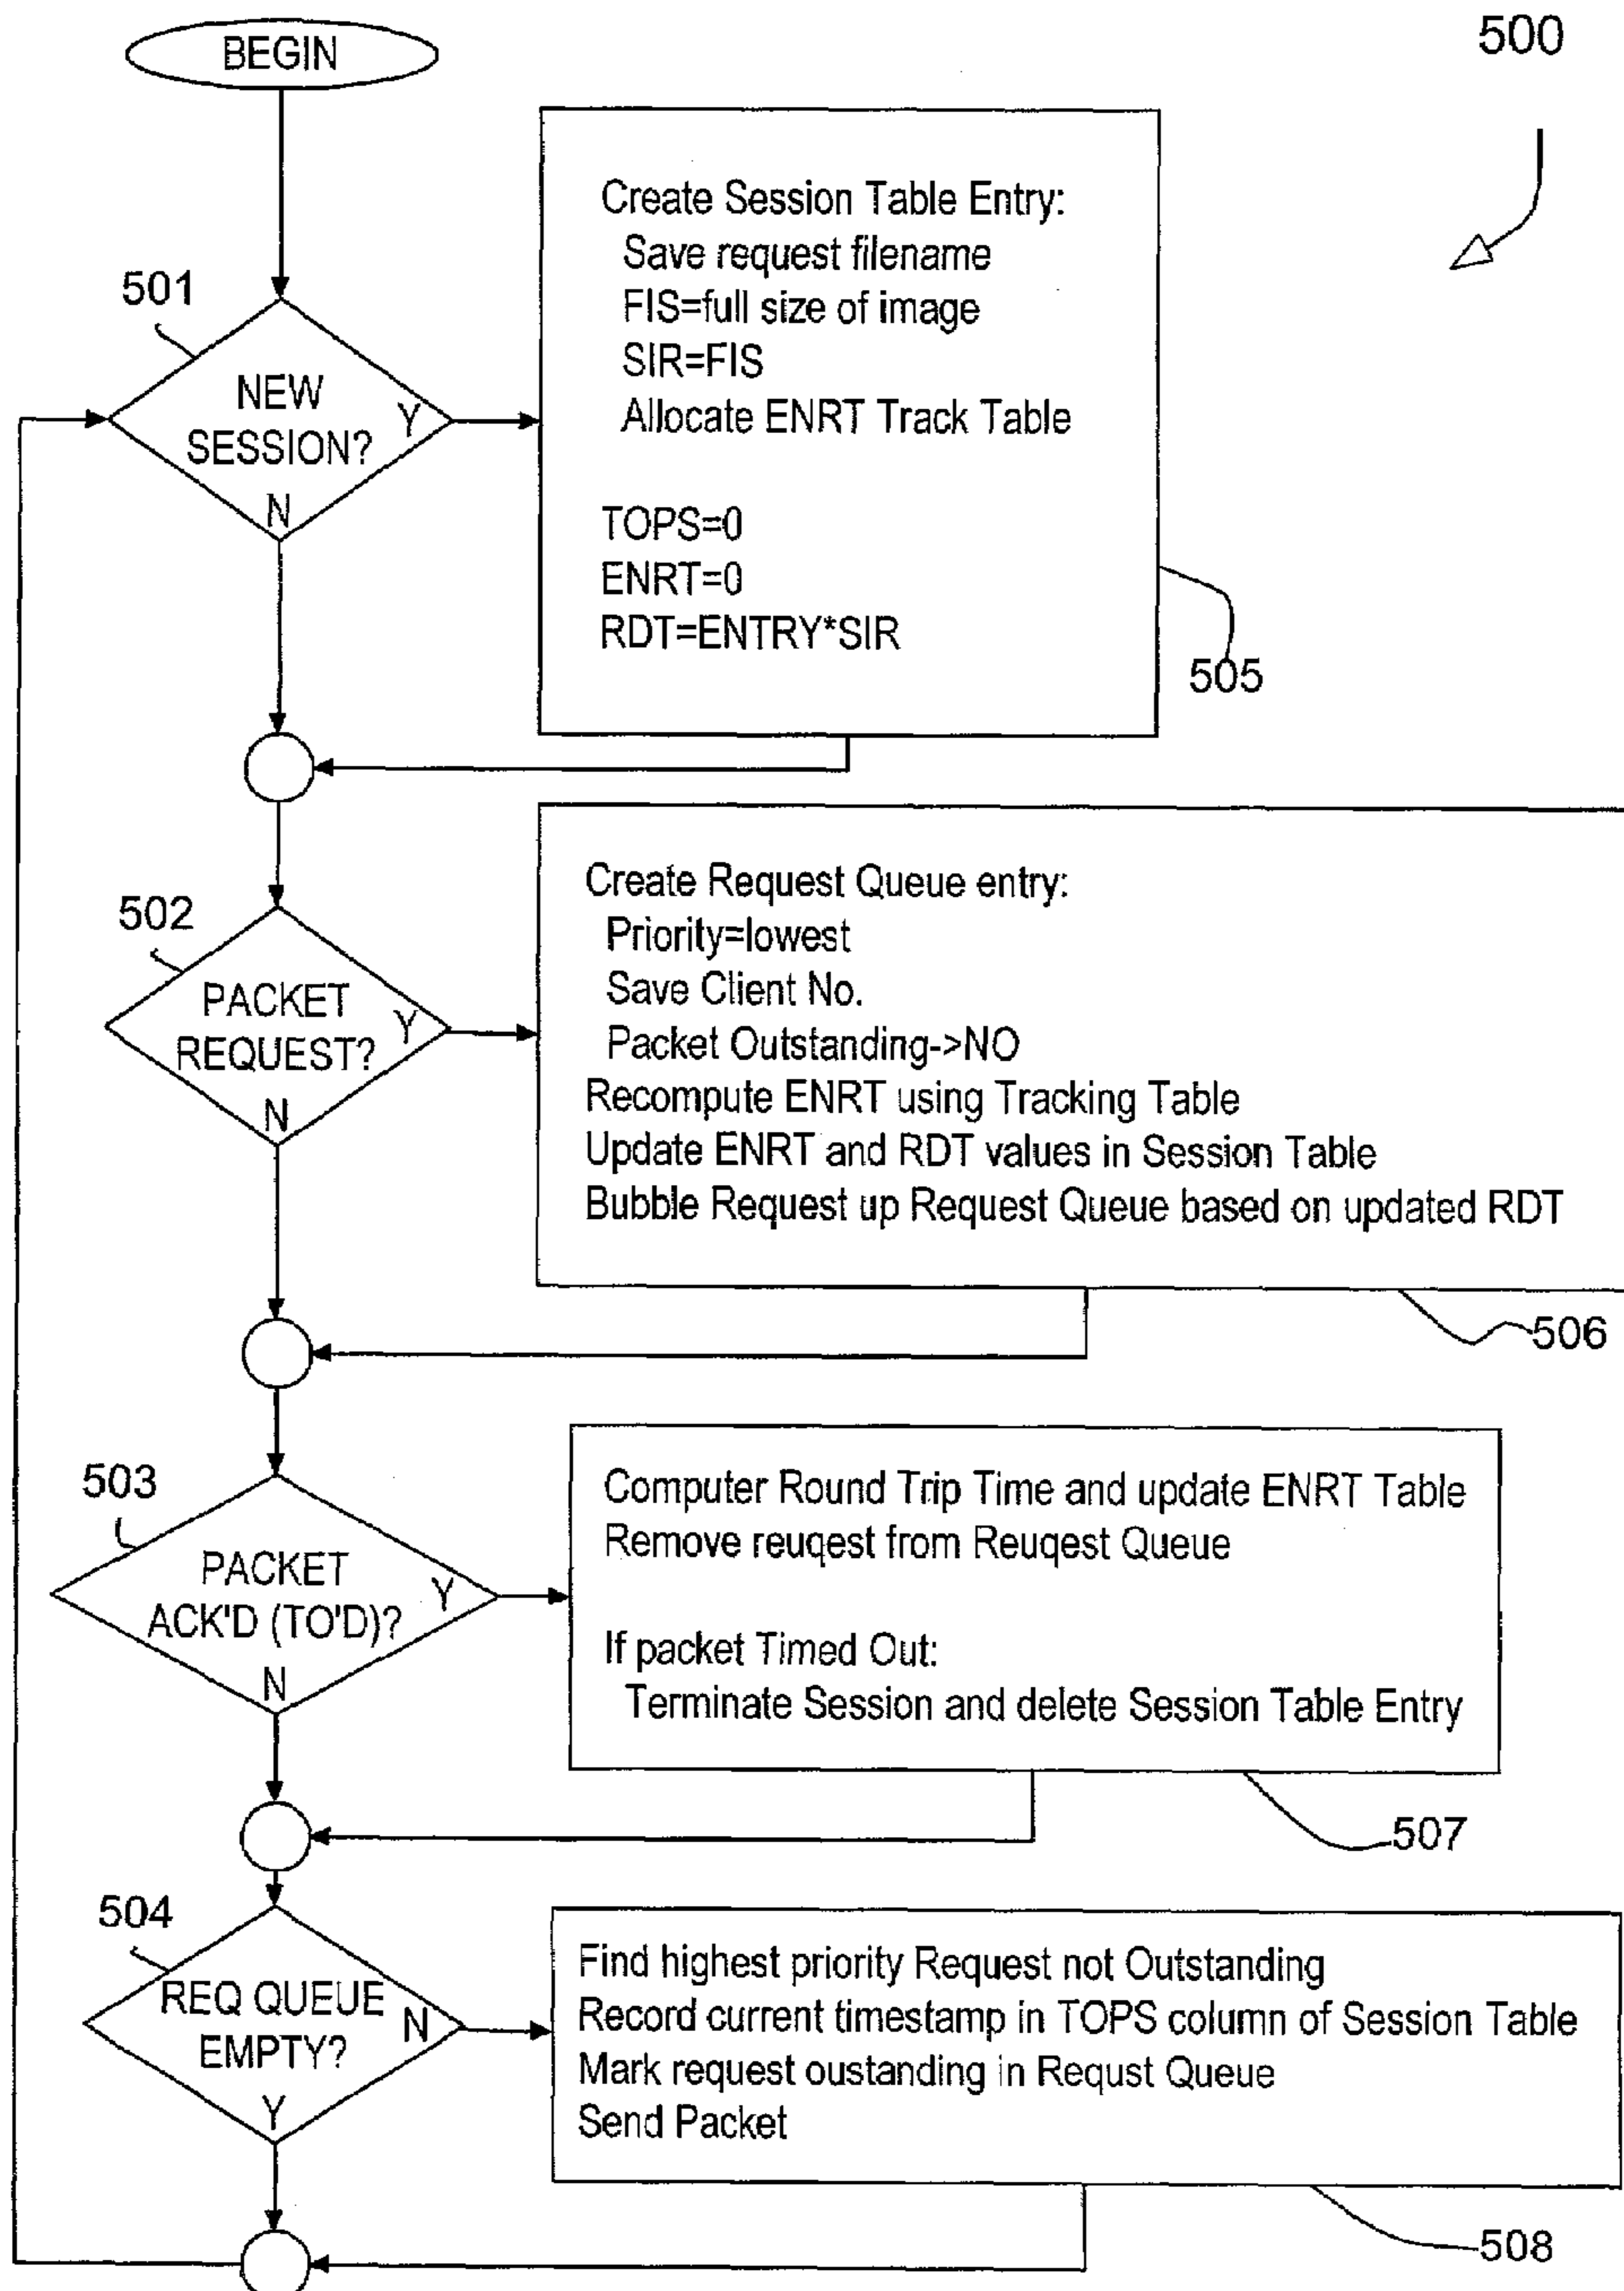 500
BEGIN
501
NEW
SESSION?
Y
N
Create Session Table Entry:
Save request filename
FIS=full size of image
SIR=FIS
Allocate ENRT Track Table
TOPS=0
ENRT=0
RDT=ENTRY*SIR
505
502
PACKET
REQUEST?
Y
N
Create Request Queue entry:
Priority=lowest
Save Client No.
Packet Outstanding->NO
Recompute ENRT using Tracking Table
Update ENRT and RDT values in Session Table
Bubble Request up Request Queue based on updated RDT
506
503
PACKET
ACK'D (TO'D)?
Y
N
Computer Round Trip Time and update ENRT Table
Remove reuqest from Reuqest Queue
If packet Timed Out:
Terminate Session and delete Session Table Entry
507
504
REQ QUEUE
EMPTY?
N
Y
Find highest priority Request not Outstanding
Record current timestamp in TOPS column of Session Table
Mark request oustanding in Requst Queue
Send Packet
508